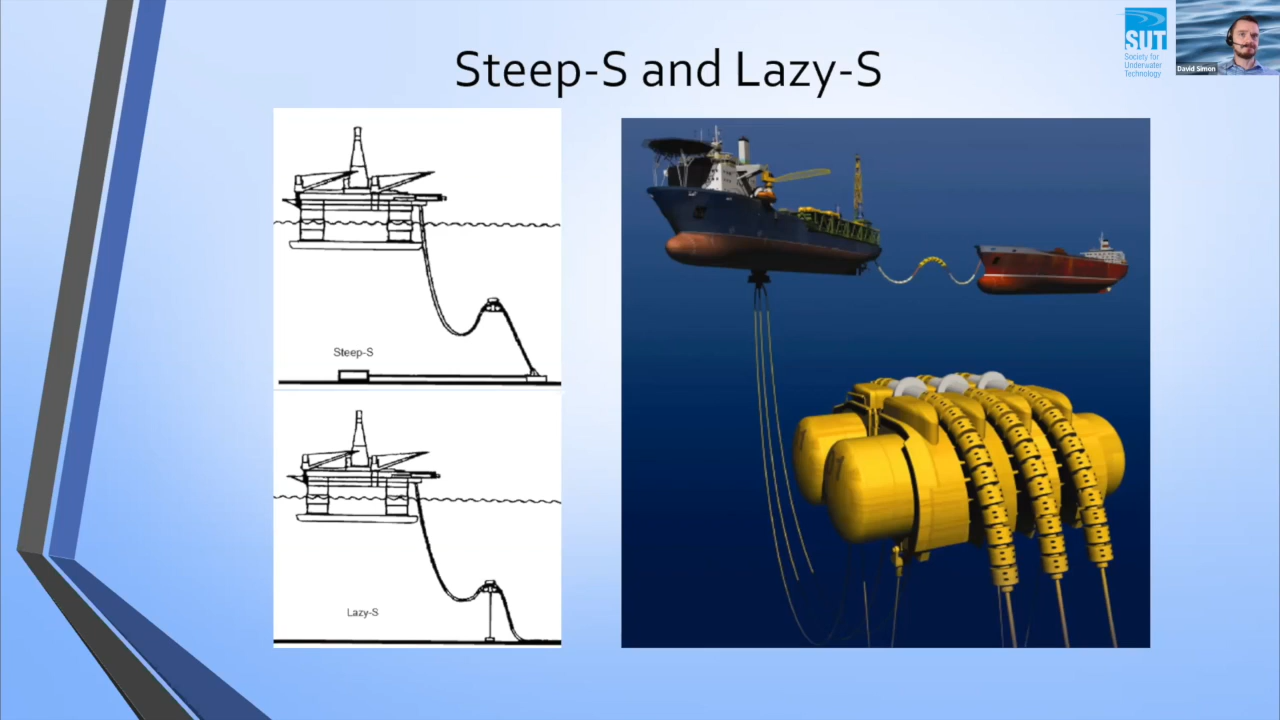 Steep-S and Lazy-S
SUT
Society for
Underwater
Technology
David Simon
Steep-S
Lazy-S